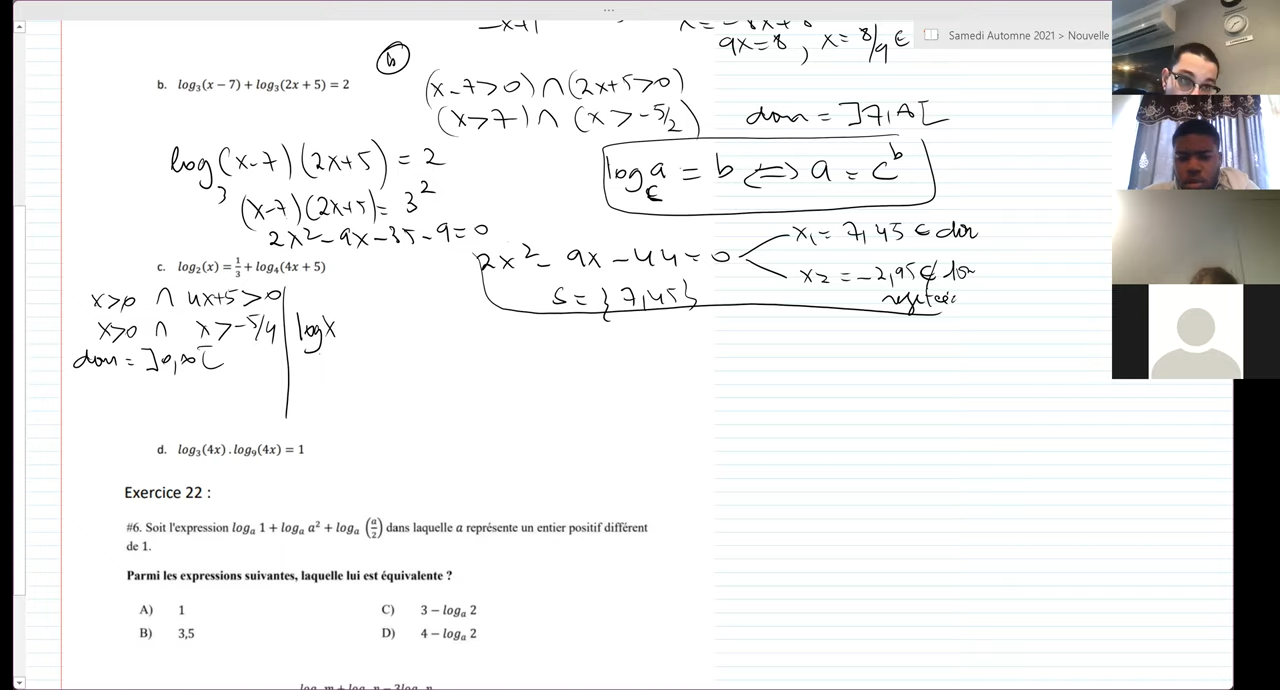 -x+1
x = -8x+8
9x=8 , x= 8/9 ∈
Samedi Automne 2021 > Nouvelle
(b)
b. log₃(x − 7) + log₃(2x + 5) = 2
(x-7>0) ∩ (2x+5>0)
(x>7) ∩ (x>-5/2)
dom = ]7,∞[
log₃(x-7)(2x+5) = 2
log_c a = b ⟺ a = c^b
(x-7)(2x+5) = 3²
2x²-9x-35-9=0
2x²-9x-44=0
x₁= 7,45 ∈ dom
x₂ = -2,95 ∉ dom
rejetée
S = {7,45}
c. log₂(x) = 1/3 + log₄(4x + 5)
x>0 ∩ 4x+5>0
x>0 ∩ x>-5/4
log x
dom = ]0,∞[
d. log₃(4x) . log₉(4x) = 1
Exercice 22 :
#6. Soit l'expression logₐ 1 + logₐ a² + logₐ (a/2) dans laquelle a représente un entier positif différent
de 1.
Parmi les expressions suivantes, laquelle lui est équivalente ?
A) 1
C) 3 − logₐ 2
B) 3,5
D) 4 − logₐ 2